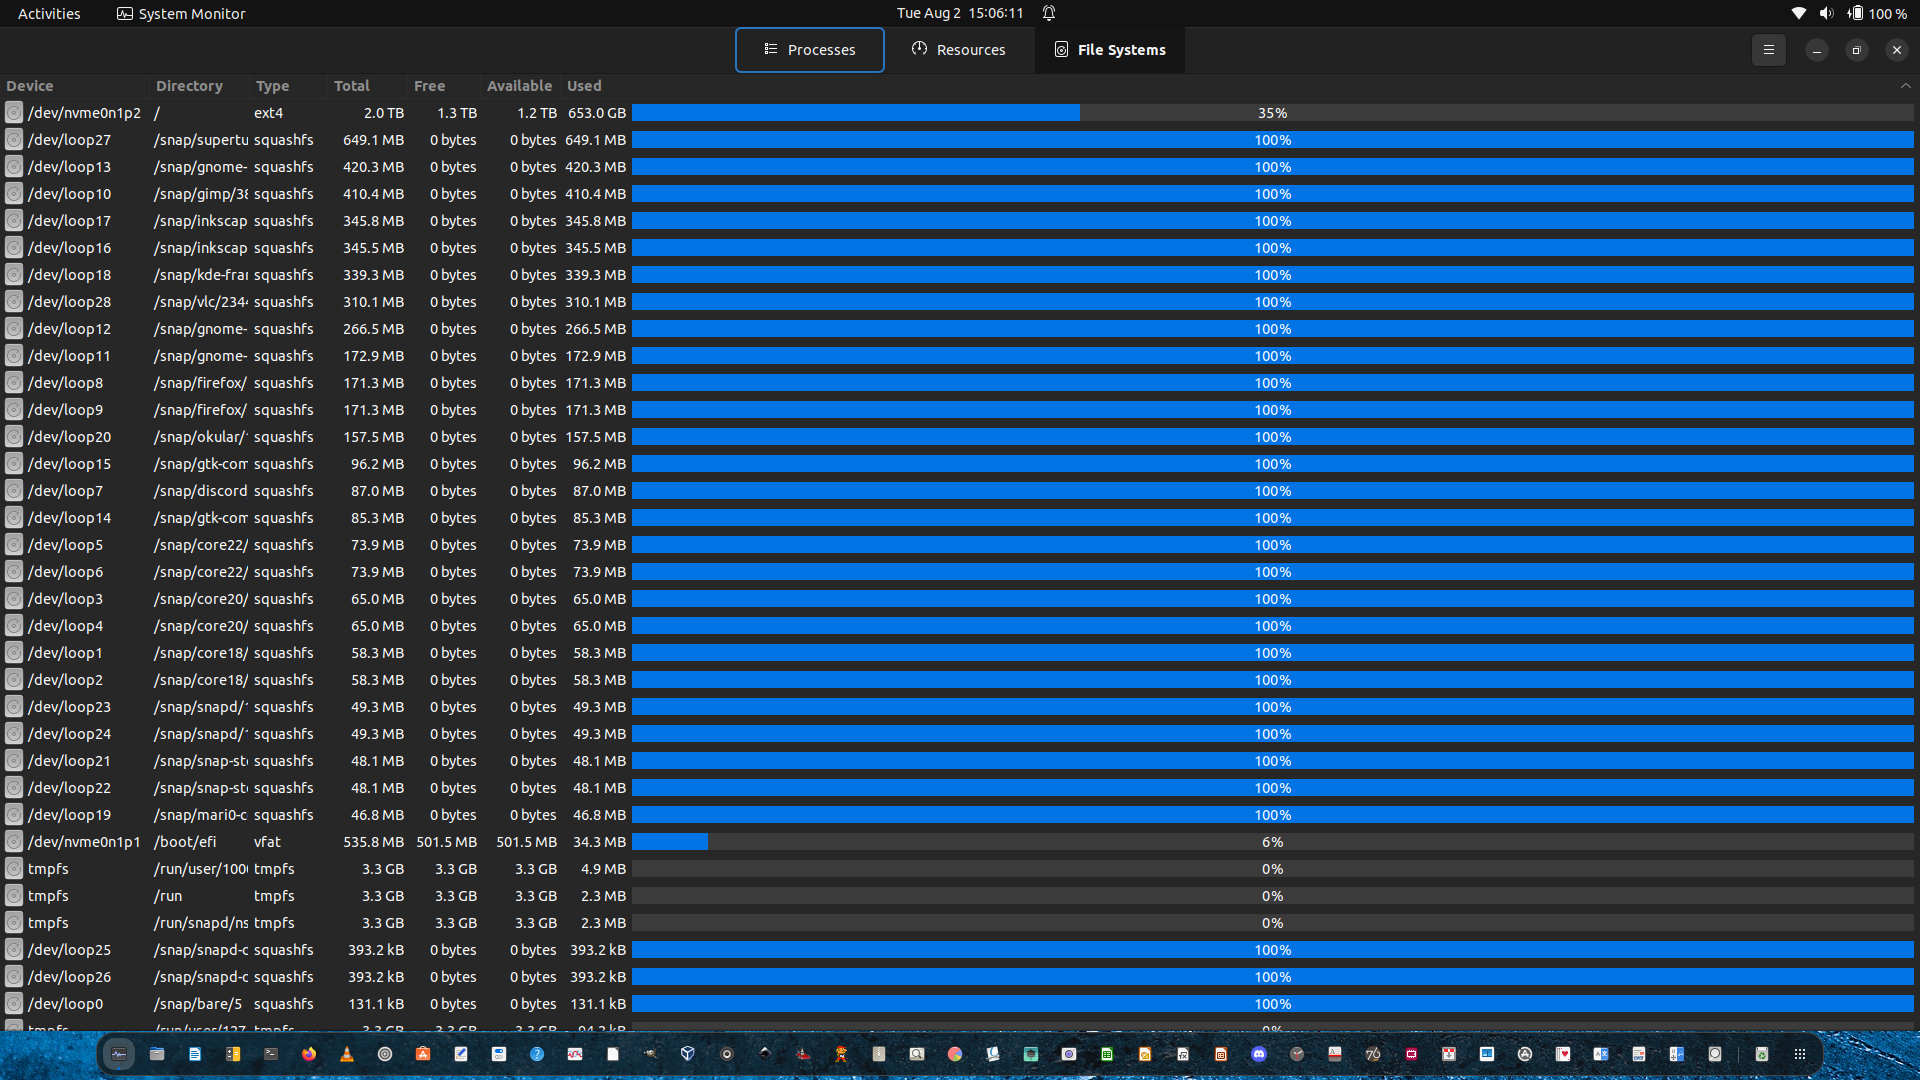 Activities System Monitor Tue Aug 2 15:06:11 100 %
Processes Resources File Systems
Device Directory Type Total Free Available Used
/dev/nvme0n1p2 / ext4 2.0 TB 1.3 TB 1.2 TB 653.0 GB 35%
/dev/loop27 /snap/supertu squashfs 649.1 MB 0 bytes 0 bytes 649.1 MB 100%
/dev/loop13 /snap/gnome- squashfs 420.3 MB 0 bytes 0 bytes 420.3 MB 100%
/dev/loop10 /snap/gimp/38 squashfs 410.4 MB 0 bytes 0 bytes 410.4 MB 100%
/dev/loop17 /snap/inkscap squashfs 345.8 MB 0 bytes 0 bytes 345.8 MB 100%
/dev/loop16 /snap/inkscap squashfs 345.5 MB 0 bytes 0 bytes 345.5 MB 100%
/dev/loop18 /snap/kde-frar squashfs 339.3 MB 0 bytes 0 bytes 339.3 MB 100%
/dev/loop28 /snap/vlc/2344 squashfs 310.1 MB 0 bytes 0 bytes 310.1 MB 100%
/dev/loop12 /snap/gnome- squashfs 266.5 MB 0 bytes 0 bytes 266.5 MB 100%
/dev/loop11 /snap/gnome- squashfs 172.9 MB 0 bytes 0 bytes 172.9 MB 100%
/dev/loop8 /snap/firefox/ squashfs 171.3 MB 0 bytes 0 bytes 171.3 MB 100%
/dev/loop9 /snap/firefox/ squashfs 171.3 MB 0 bytes 0 bytes 171.3 MB 100%
/dev/loop20 /snap/okular/ squashfs 157.5 MB 0 bytes 0 bytes 157.5 MB 100%
/dev/loop15 /snap/gtk-com squashfs 96.2 MB 0 bytes 0 bytes 96.2 MB 100%
/dev/loop7 /snap/discord squashfs 87.0 MB 0 bytes 0 bytes 87.0 MB 100%
/dev/loop14 /snap/gtk-com squashfs 85.3 MB 0 bytes 0 bytes 85.3 MB 100%
/dev/loop5 /snap/core22/ squashfs 73.9 MB 0 bytes 0 bytes 73.9 MB 100%
/dev/loop6 /snap/core22/ squashfs 73.9 MB 0 bytes 0 bytes 73.9 MB 100%
/dev/loop3 /snap/core20/ squashfs 65.0 MB 0 bytes 0 bytes 65.0 MB 100%
/dev/loop4 /snap/core20/ squashfs 65.0 MB 0 bytes 0 bytes 65.0 MB 100%
/dev/loop1 /snap/core18/ squashfs 58.3 MB 0 bytes 0 bytes 58.3 MB 100%
/dev/loop2 /snap/core18/ squashfs 58.3 MB 0 bytes 0 bytes 58.3 MB 100%
/dev/loop23 /snap/snapd/ squashfs 49.3 MB 0 bytes 0 bytes 49.3 MB 100%
/dev/loop24 /snap/snapd/ squashfs 49.3 MB 0 bytes 0 bytes 49.3 MB 100%
/dev/loop21 /snap/snap-sto squashfs 48.1 MB 0 bytes 0 bytes 48.1 MB 100%
/dev/loop22 /snap/snap-sto squashfs 48.1 MB 0 bytes 0 bytes 48.1 MB 100%
/dev/loop19 /snap/mari0-c squashfs 46.8 MB 0 bytes 0 bytes 46.8 MB 100%
/dev/nvme0n1p1 /boot/efi vfat 535.8 MB 501.5 MB 501.5 MB 34.3 MB 6%
tmpfs /run/user/1000 tmpfs 3.3 GB 3.3 GB 3.3 GB 4.9 MB 0%
tmpfs /run tmpfs 3.3 GB 3.3 GB 3.3 GB 2.3 MB 0%
tmpfs /run/snapd/ns tmpfs 3.3 GB 3.3 GB 3.3 GB 2.3 MB 0%
/dev/loop25 /snap/snapd-c squashfs 393.2 kB 0 bytes 0 bytes 393.2 kB 100%
/dev/loop26 /snap/snapd-c squashfs 393.2 kB 0 bytes 0 bytes 393.2 kB 100%
/dev/loop0 /snap/bare/5 squashfs 131.1 kB 0 bytes 0 bytes 131.1 kB 100%
tmpfs /run/user/127 tmpfs 3.3 GB 3.3 GB 3.3 GB 94.2 kB 0%